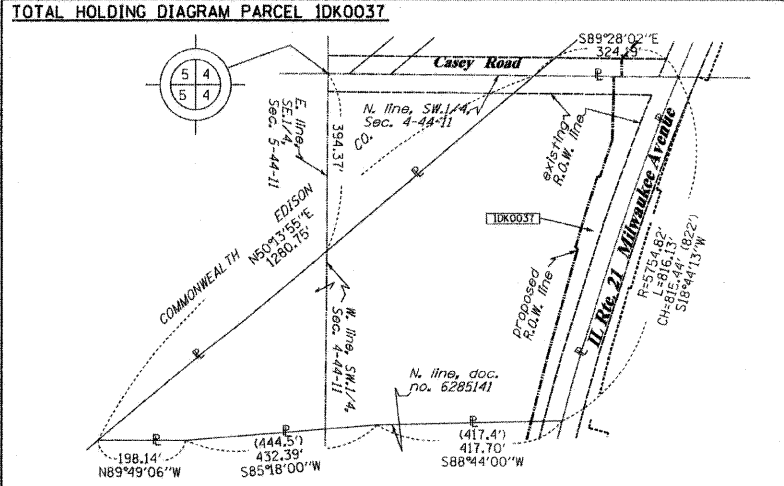 TOTAL HOLDING DIAGRAM PARCEL 1DK0037
S89°28'02"E
324.19'
Casey Road
5 4
5 4
N. line, SW.1/4,
Sec. 4-44-11
E. line,
SE.1/4,
Sec. 5-44-11
394.37'
CO.
existing
R.O.W. line
IL Rte. 21 Milwaukee Avenue
1DK0037
COMMONWEALTH EDISON
N50°13'55"E
1280.75'
R=5754.82'
L=816.13'
CH=815.44' (822')
S18°44'13"W
proposed
R.O.W. line
W. line, SW.1/4,
Sec. 4-44-11
N. line, doc.
no. 6285141
198.14'
N89°49'06"W
(444.5')
432.39'
S85°18'00"W
(417.4')
417.70'
S88°44'00"W